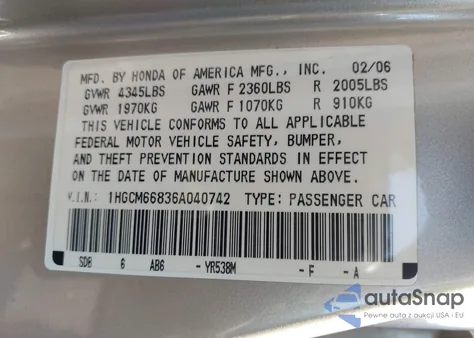 MFD. BY HONDA OF AMERICA MFG., INC. 02/06
GVWR 4345LBS GAWR F 2360LBS R 2005LBS
GVWR 1970KG GAWR F 1070KG R 910KG
THIS VEHICLE CONFORMS TO ALL APPLICABLE
FEDERAL MOTOR VEHICLE SAFETY, BUMPER,
AND THEFT PREVENTION STANDARDS IN EFFECT
ON THE DATE OF MANUFACTURE SHOWN ABOVE.
V.I.N.: 1HGCM66836A040742 TYPE: PASSENGER CAR
SDB 6 AB6 -YR538M -F -A
autoSnap
Pewne auta z aukcji USA i EU